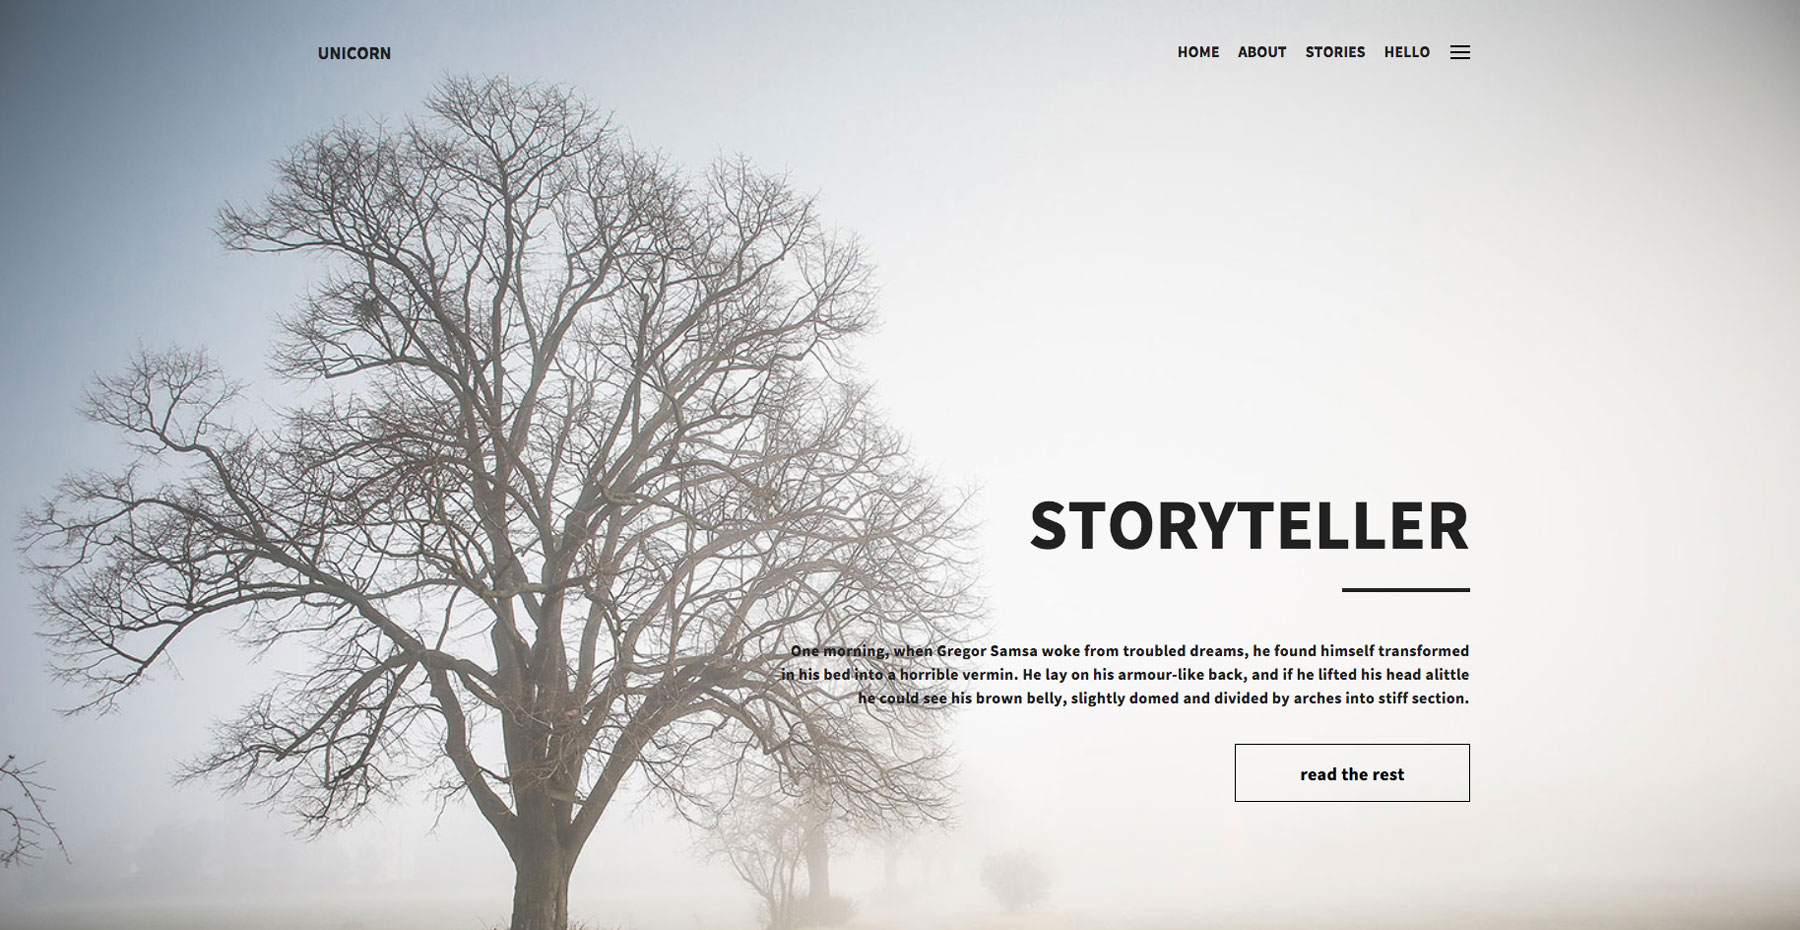 UNICORN
HOME ABOUT STORIES HELLO
STORYTELLER
One morning, when Gregor Samsa woke from troubled dreams, he found himself transformed
in his bed into a horrible vermin. He lay on his armour-like back, and if he lifted his head alittle
he could see his brown belly, slightly domed and divided by arches into stiff section.
read the rest